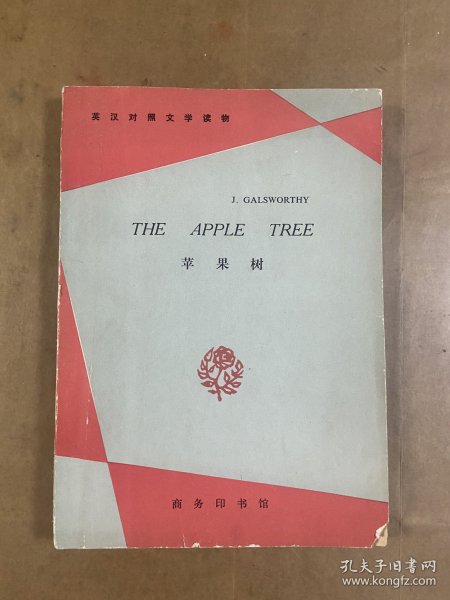 英汉对照文学读物
J. GALSWORTHY
THE APPLE TREE
苹果树
商务印书馆
孔夫子旧书网
www.kongfz.com